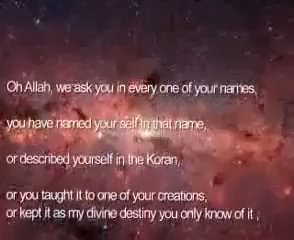 Oh Allah, we ask you in every one of your names,
you have named your self in that name,
or described yourself in the Koran,
or you taught it to one of your creations,
or kept it as my divine destiny you only know of it ,